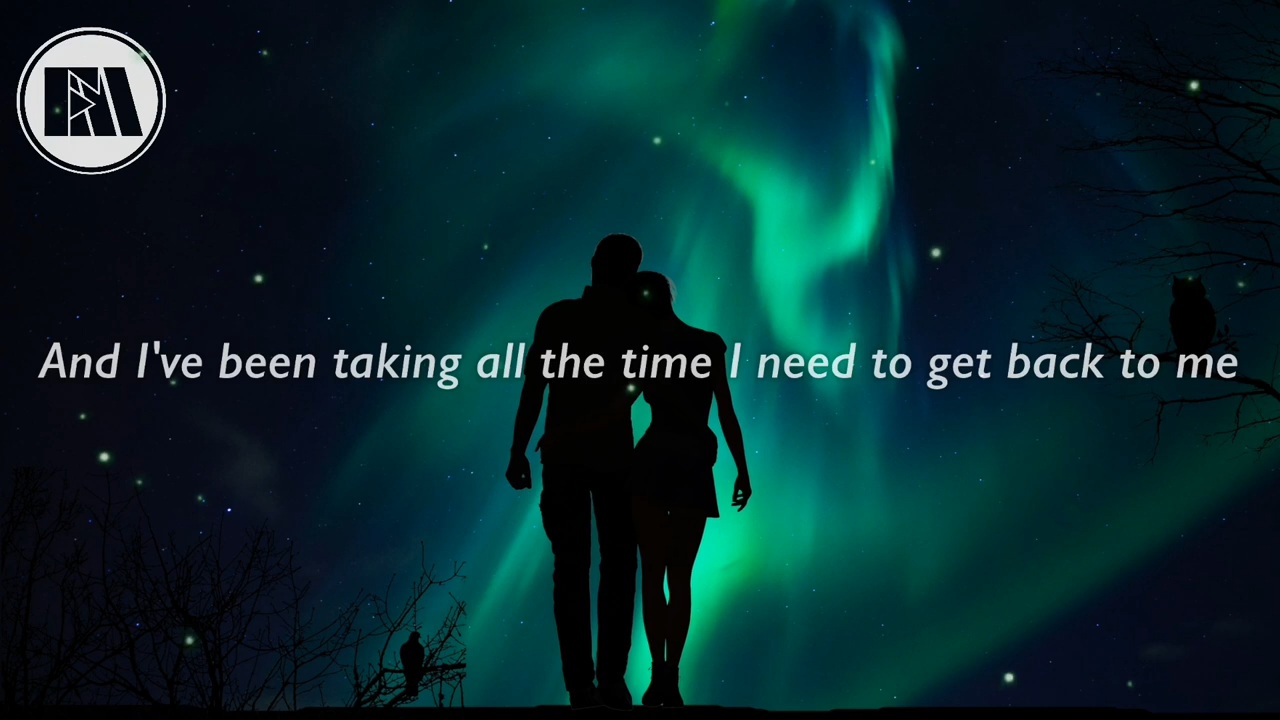 And I've been taking all the time I need to get back to me